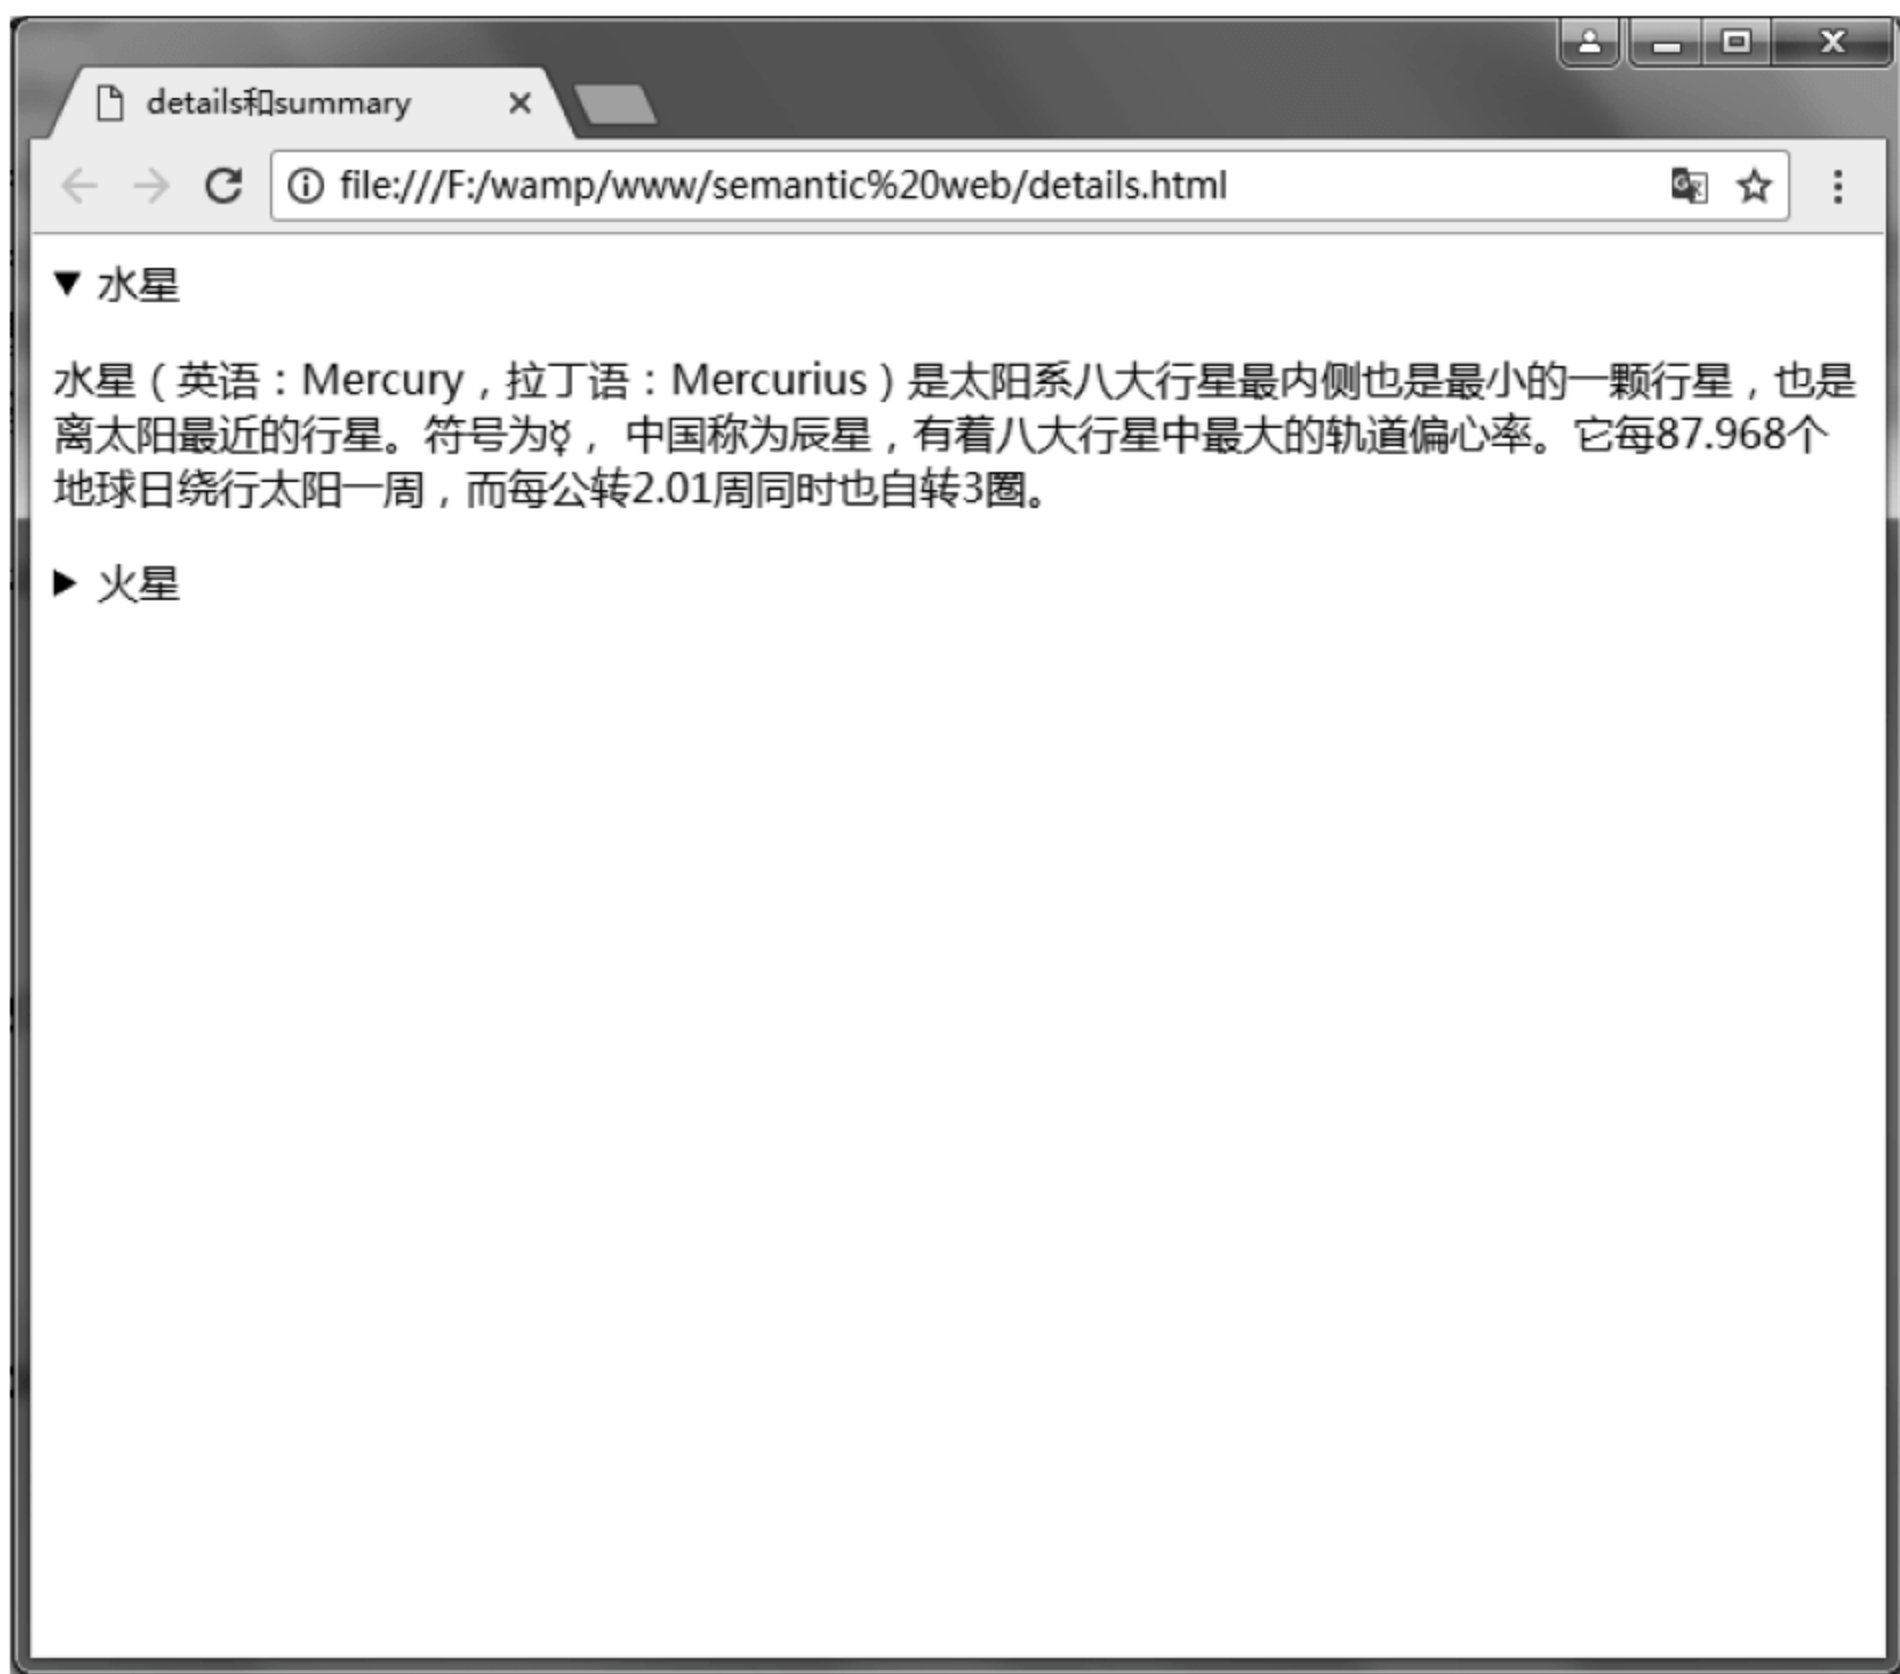 details和summary
file:///F:/wamp/www/semantic%20web/details.html
▼ 水星
水星（英语：Mercury，拉丁语：Mercurius）是太阳系八大行星最内侧也是最小的一颗行星，也是
离太阳最近的行星。符号为☿， 中国称为辰星，有着八大行星中最大的轨道偏心率。它每87.968个
地球日绕行太阳一周，而每公转2.01周同时也自转3圈。
▶ 火星